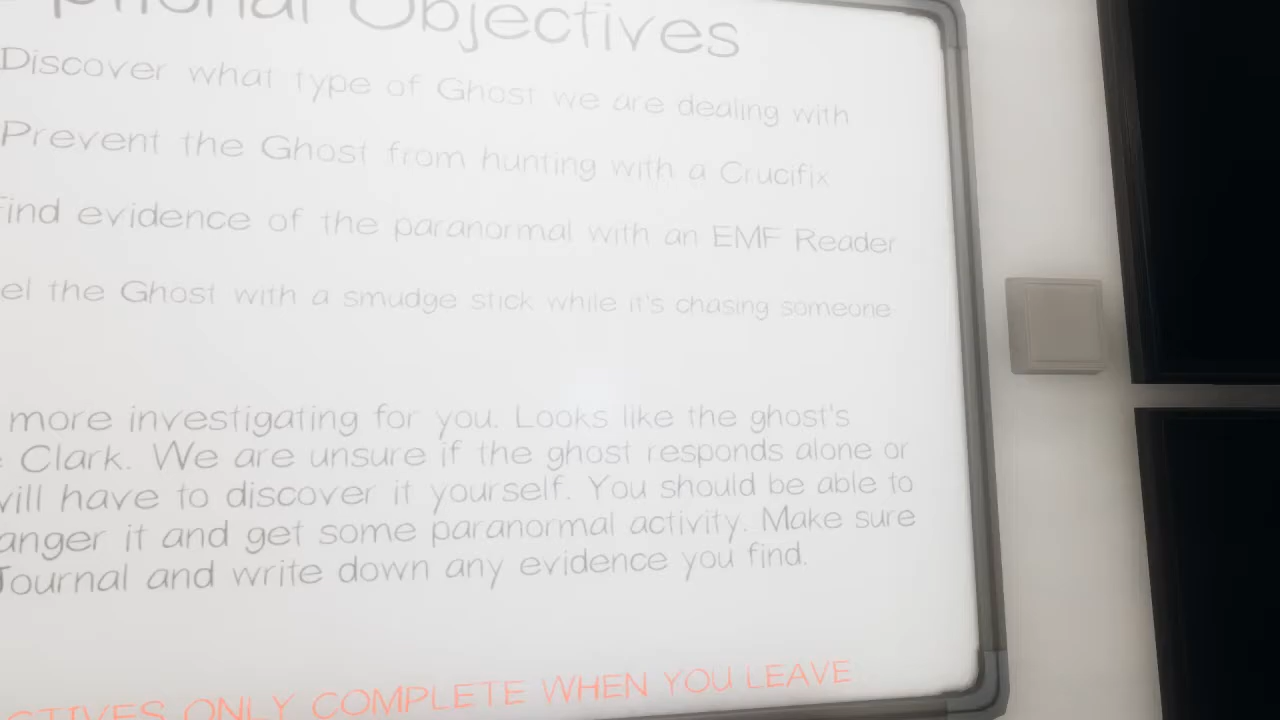 Objectives
Discover what type of Ghost we are dealing with
Prevent the Ghost from hunting with a Crucifix
Find evidence of the paranormal with an EMF Reader
the Ghost with a smudge stick while it's chasing someone
more investigating for you. Looks like the ghost's
Clark. We are unsure if the ghost responds alone or
will have to discover it yourself. You should be able to
anger it and get some paranormal activity. Make sure
Journal and write down any evidence you find.
ONLY COMPLETE WHEN YOU LEAVE